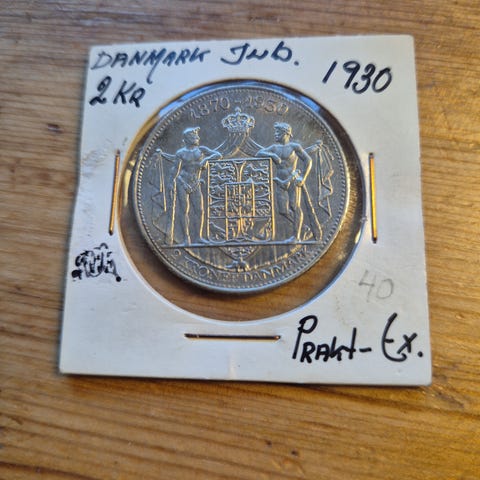 DANMARK Jub.
1930
2 KR
1870 - 1930
2 KRONER DANMARK
40
PRAKT-Ex.